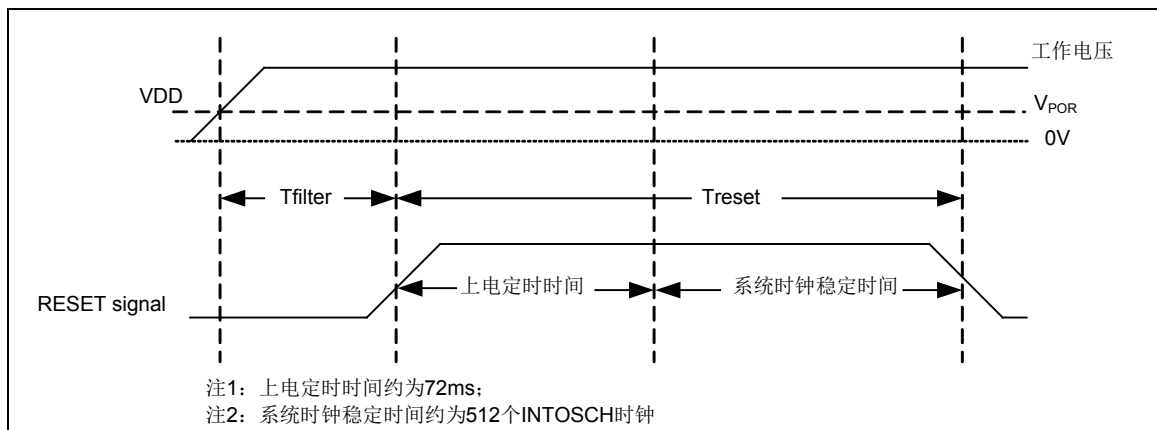 工作电压
VDD
VPOR
0V
Tfilter
Treset
上电定时时间
系统时钟稳定时间
RESET signal
注1：上电定时时间约为72ms；
注2：系统时钟稳定时间约为512个INTOSCH时钟